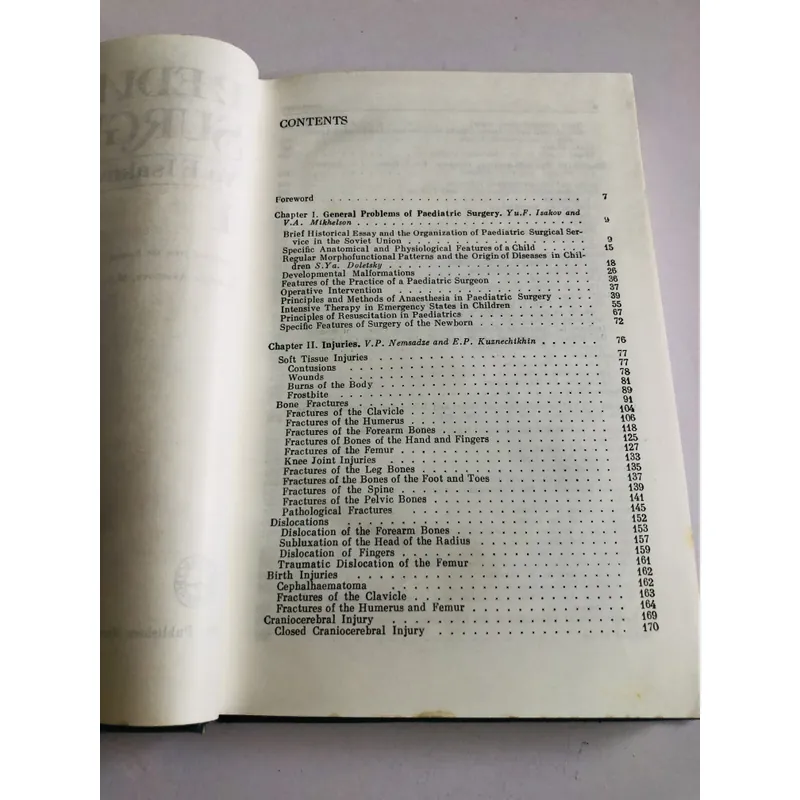 CONTENTS
Foreword . . . . . . . . . . . . . . . . . . . . . 7
Chapter I. General Problems of Paediatric Surgery. Yu.F. Isakov and
V.A. Mikhelson . . . . . . . . . . . . . . . . . . 9
Brief Historical Essay and the Organization of Paediatric Surgical Ser-
vice in the Soviet Union . . . . . . . . . . . . . 9
Specific Anatomical and Physiological Features of a Child . . . . . 15
Regular Morphofunctional Patterns and the Origin of Diseases in Chil-
dren S.Ya. Doletsky . . . . . . . . . . . . . . . 18
Developmental Malformations . . . . . . . . . . . . 26
Features of the Practice of a Paediatric Surgeon . . . . . . . . 36
Operative Intervention . . . . . . . . . . . . . . 37
Principles and Methods of Anaesthesia in Paediatric Surgery . . . . 39
Intensive Therapy in Emergency States in Children . . . . . . . 55
Principles of Resuscitation in Paediatrics . . . . . . . . . . 67
Specific Features of Surgery of the Newborn . . . . . . . . . 72
Chapter II. Injuries. V.P. Nemsadze and E.P. Kuznechikhin . . . . . . 76
Soft Tissue Injuries . . . . . . . . . . . . . . . 77
Contusions . . . . . . . . . . . . . . . . . . 77
Wounds . . . . . . . . . . . . . . . . . . . 78
Burns of the Body . . . . . . . . . . . . . . . 81
Frostbite . . . . . . . . . . . . . . . . . . . 89
Bone Fractures . . . . . . . . . . . . . . . . . 91
Fractures of the Clavicle . . . . . . . . . . . . . 104
Fractures of the Humerus . . . . . . . . . . . . . 106
Fractures of the Forearm Bones . . . . . . . . . . . 118
Fractures of Bones of the Hand and Fingers . . . . . . . . 125
Fractures of the Femur . . . . . . . . . . . . . . 127
Knee Joint Injuries . . . . . . . . . . . . . . . 133
Fractures of the Leg Bones . . . . . . . . . . . . . 135
Fractures of the Bones of the Foot and Toes . . . . . . . . 137
Fractures of the Spine . . . . . . . . . . . . . . 139
Fractures of the Pelvic Bones . . . . . . . . . . . . 141
Pathological Fractures . . . . . . . . . . . . . . 145
Dislocations . . . . . . . . . . . . . . . . . . 152
Dislocation of the Forearm Bones . . . . . . . . . . . 153
Subluxation of the Head of the Radius . . . . . . . . . . 157
Dislocation of Fingers . . . . . . . . . . . . . . 159
Traumatic Dislocation of the Femur . . . . . . . . . . 161
Birth Injuries . . . . . . . . . . . . . . . . . 162
Cephalhaematoma . . . . . . . . . . . . . . . . 162
Fractures of the Clavicle . . . . . . . . . . . . . 163
Fractures of the Humerus and Femur . . . . . . . . . . 164
Craniocerebral Injury . . . . . . . . . . . . . . . 169
Closed Craniocerebral Injury . . . . . . . . . . . . 170